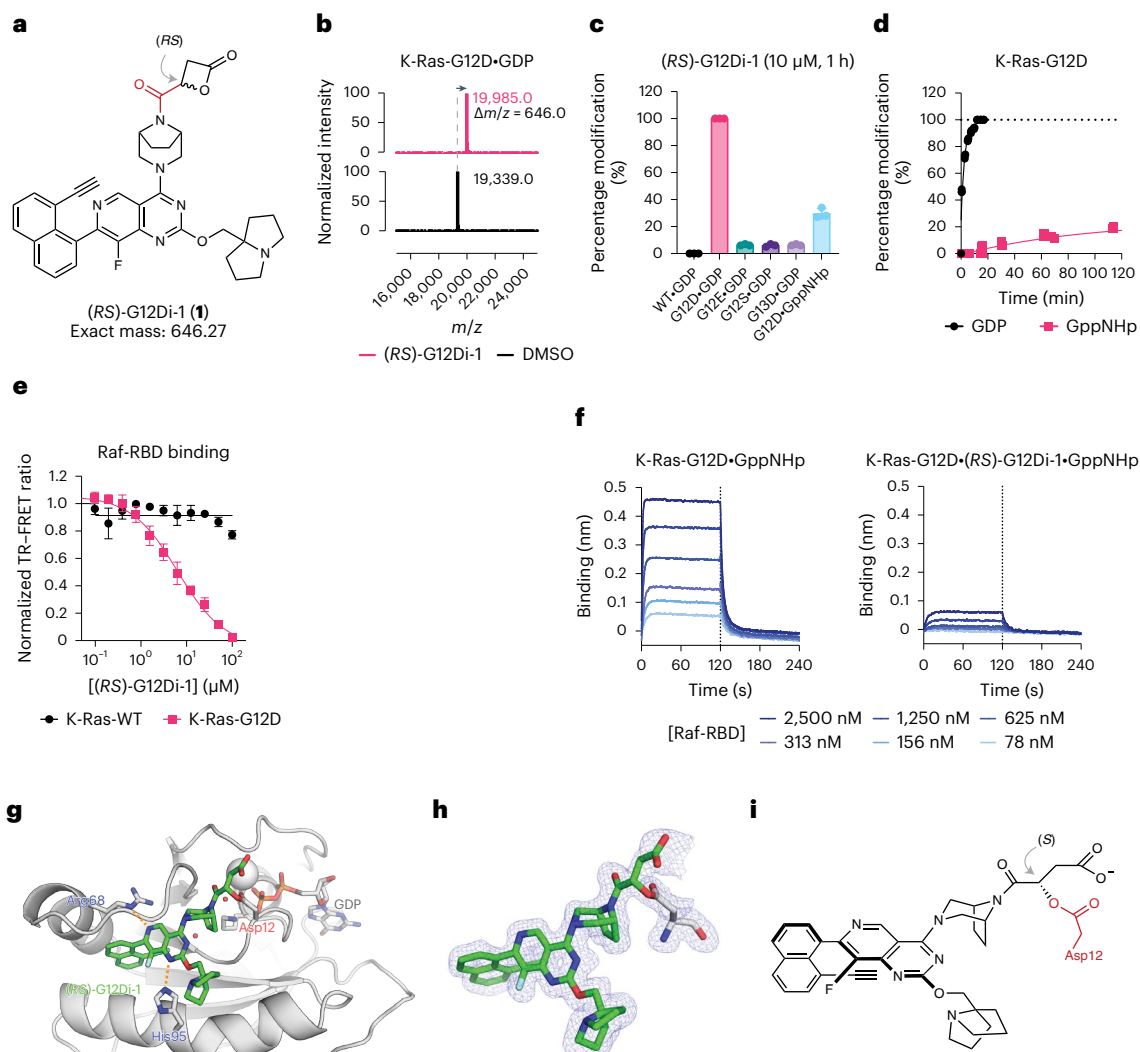 a
(RS)
O
O
O
N
N
N
N
N
O
N
F
(RS)-G12Di-1 (1)
Exact mass: 646.27
b
K-Ras-G12D•GDP
Normalized intensity
100
50
0
19,985.0
Δm/z = 646.0
100
50
0
19,339.0
16,000
18,000
20,000
22,000
24,000
m/z
(RS)-G12Di-1
DMSO
c
(RS)-G12Di-1 (10 µM, 1 h)
Percentage modification
(%)
120
100
80
60
40
20
0
WT•GDP
G12D•GDP
G12E•GDP
G12S•GDP
G13D•GDP
G12D•GppNHp
d
K-Ras-G12D
Percentage modification
(%)
120
100
80
60
40
20
0
0 20 40 60 80 100 120
Time (min)
GDP
GppNHp
e
Raf-RBD binding
Normalized TR–FRET ratio
1.2
1.0
0.8
0.6
0.4
0.2
0
10⁻¹ 10⁰ 10¹ 10²
[(RS)-G12Di-1] (µM)
K-Ras-WT
K-Ras-G12D
f
K-Ras-G12D•GppNHp
Binding (nm)
0.5
0.4
0.3
0.2
0.1
0
0 60 120 180 240
Time (s)
K-Ras-G12D•(RS)-G12Di-1•GppNHp
Binding (nm)
0.5
0.4
0.3
0.2
0.1
0
0 60 120 180 240
Time (s)
[Raf-RBD]
2,500 nM
1,250 nM
625 nM
313 nM
156 nM
78 nM
g
Arg68
Asp12
GDP
(RS)-G12Di-1
His95
h
i
(S)
O
O
O⁻
N
O
O
Asp12
N
N
N
N
F
O
N